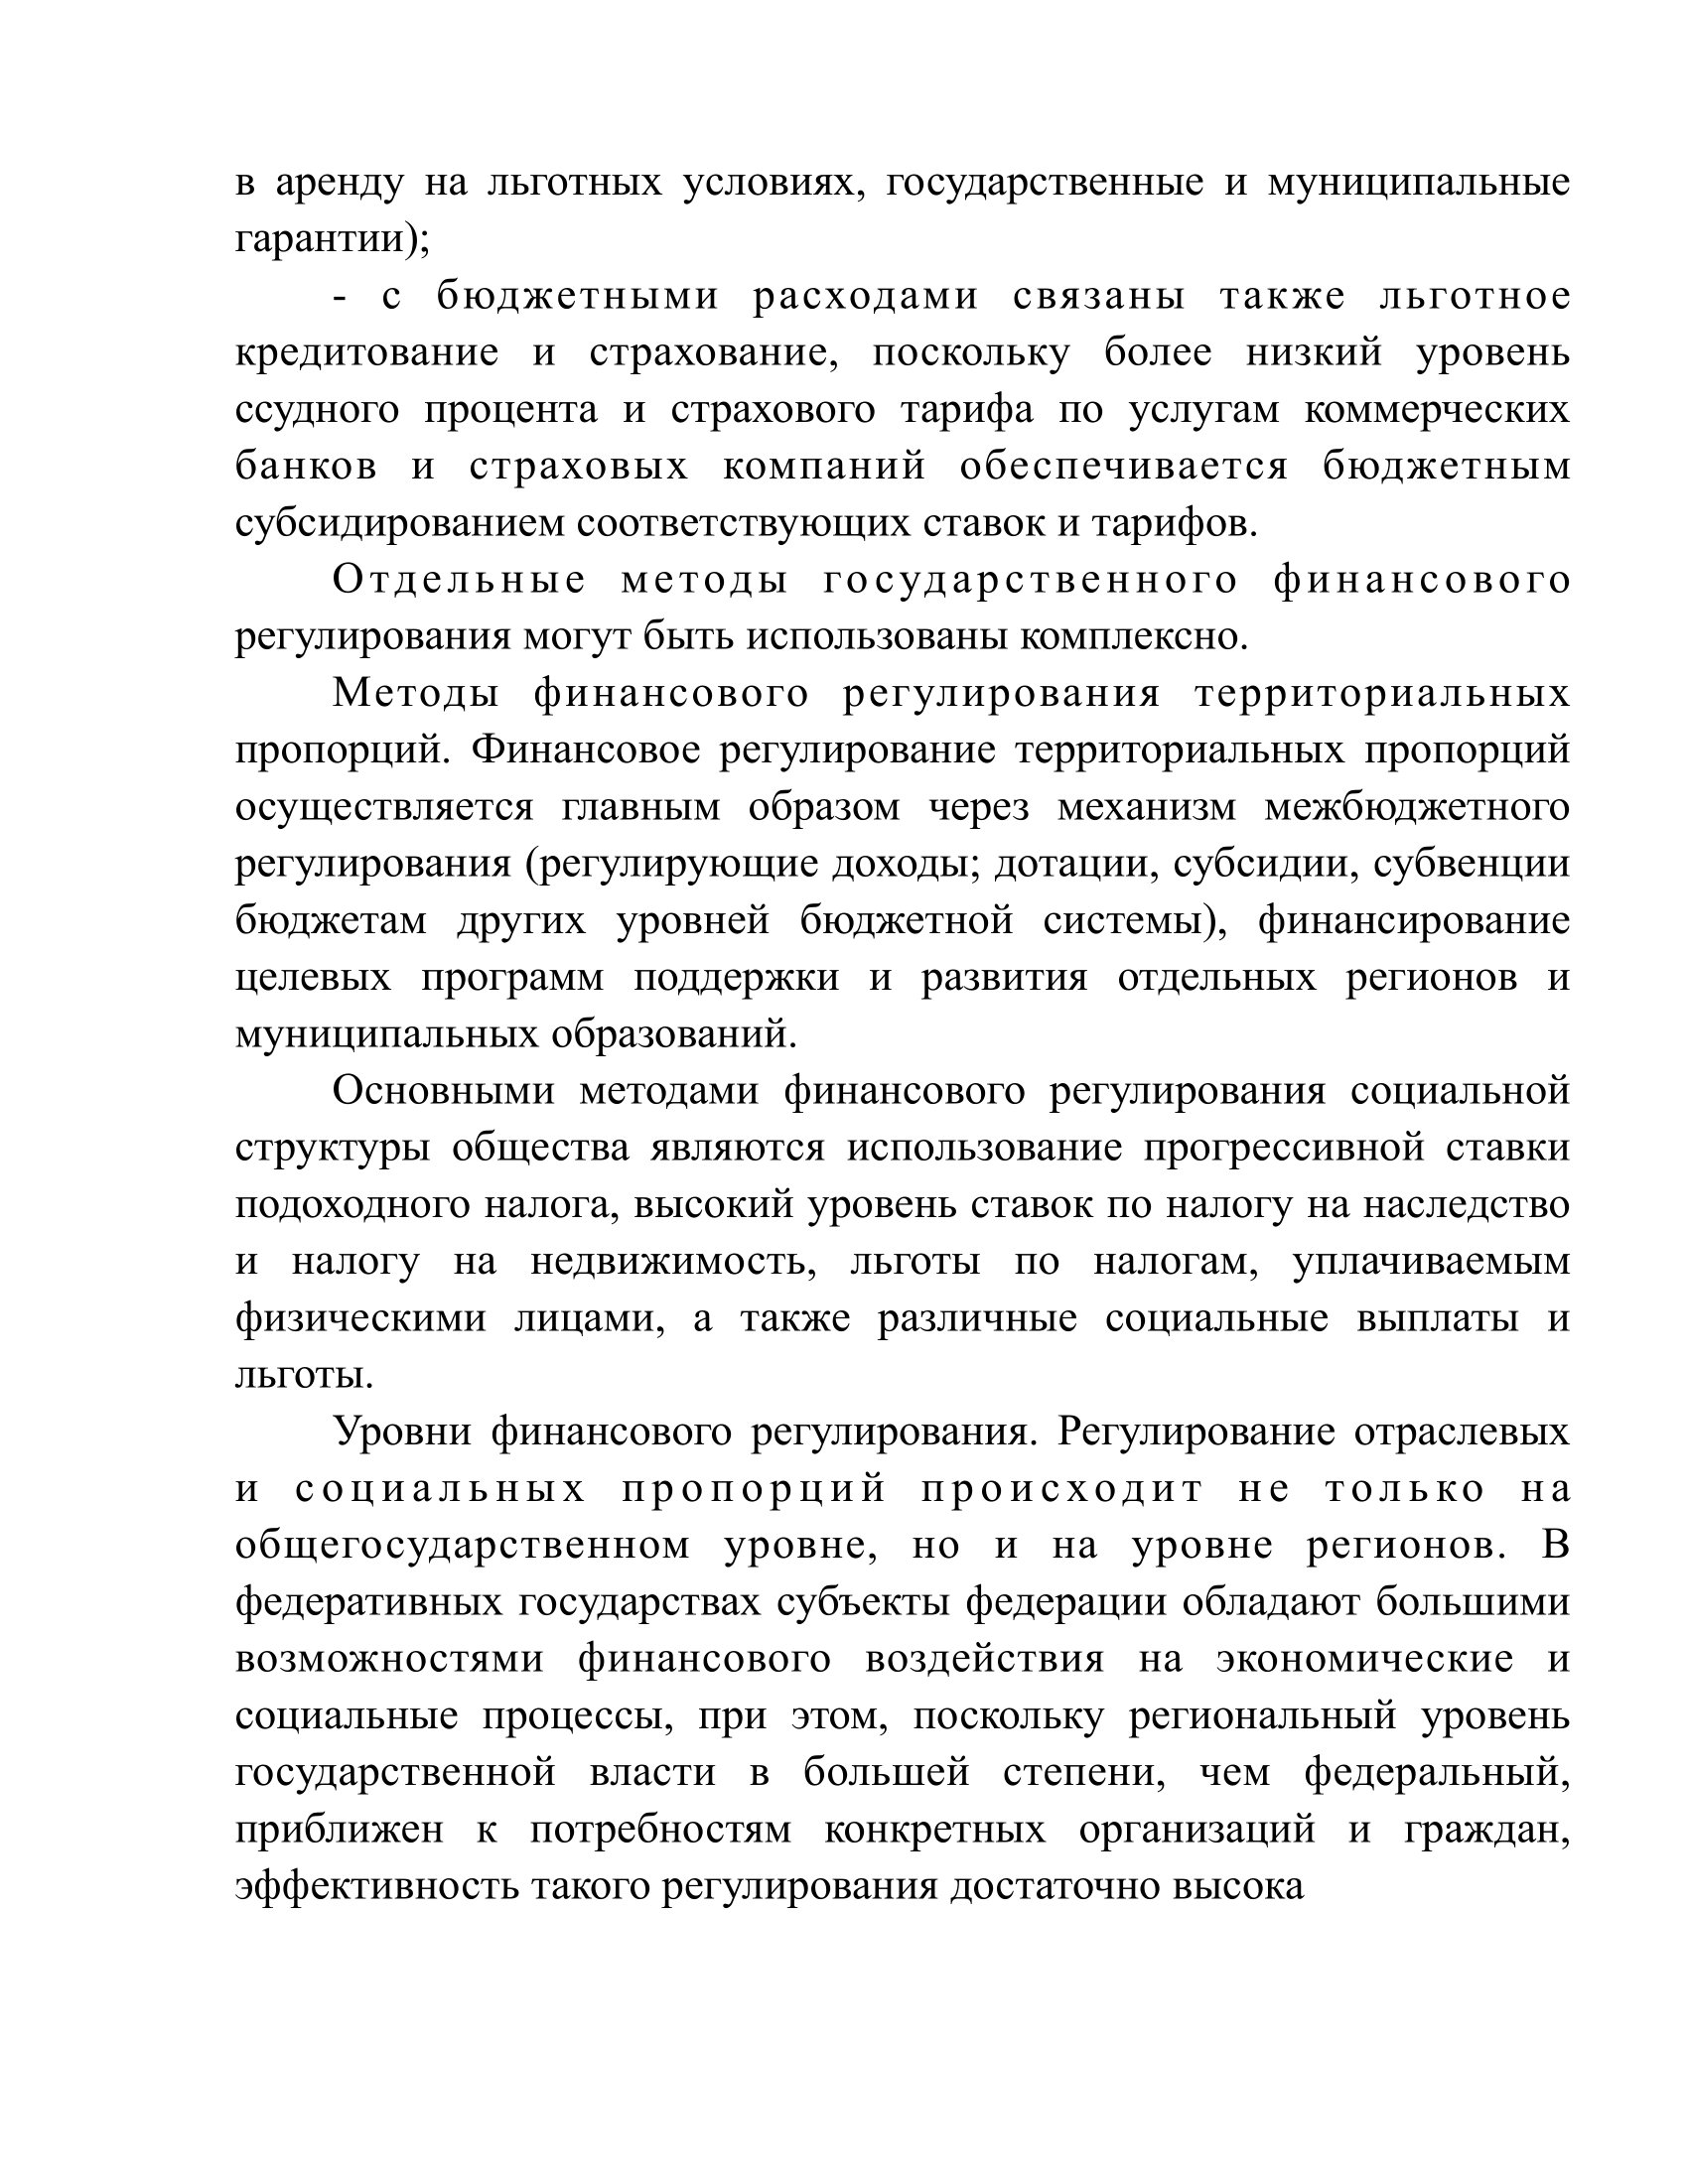 в аренду на льготных условиях, государственные и муниципальные
гарантии);
- с бюджетными расходами связаны также льготное
кредитование и страхование, поскольку более низкий уровень
ссудного процента и страхового тарифа по услугам коммерческих
банков и страховых компаний обеспечивается бюджетным
субсидированием соответствующих ставок и тарифов.
Отдельные методы государственного финансового
регулирования могут быть использованы комплексно.
Методы финансового регулирования территориальных
пропорций. Финансовое регулирование территориальных пропорций
осуществляется главным образом через механизм межбюджетного
регулирования (регулирующие доходы; дотации, субсидии, субвенции
бюджетам других уровней бюджетной системы), финансирование
целевых программ поддержки и развития отдельных регионов и
муниципальных образований.
Основными методами финансового регулирования социальной
структуры общества являются использование прогрессивной ставки
подоходного налога, высокий уровень ставок по налогу на наследство
и налогу на недвижимость, льготы по налогам, уплачиваемым
физическими лицами, а также различные социальные выплаты и
льготы.
Уровни финансового регулирования. Регулирование отраслевых
и социальных пропорций происходит не только на
общегосударственном уровне, но и на уровне регионов. В
федеративных государствах субъекты федерации обладают большими
возможностями финансового воздействия на экономические и
социальные процессы, при этом, поскольку региональный уровень
государственной власти в большей степени, чем федеральный,
приближен к потребностям конкретных организаций и граждан,
эффективность такого регулирования достаточно высока